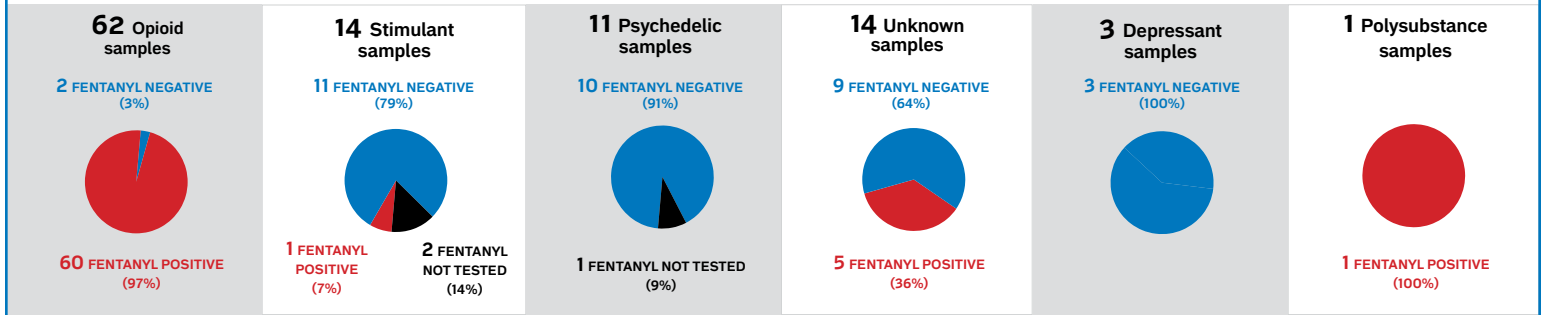 62 Opioid
samples
2 FENTANYL NEGATIVE
(3%)
60 FENTANYL POSITIVE
(97%)
14 Stimulant
samples
11 FENTANYL NEGATIVE
(79%)
1 FENTANYL
POSITIVE
(7%)
2 FENTANYL
NOT TESTED
(14%)
11 Psychedelic
samples
10 FENTANYL NEGATIVE
(91%)
1 FENTANYL NOT TESTED
(9%)
14 Unknown
samples
9 FENTANYL NEGATIVE
(64%)
5 FENTANYL POSITIVE
(36%)
3 Depressant
samples
3 FENTANYL NEGATIVE
(100%)
1 Polysubstance
samples
1 FENTANYL POSITIVE
(100%)